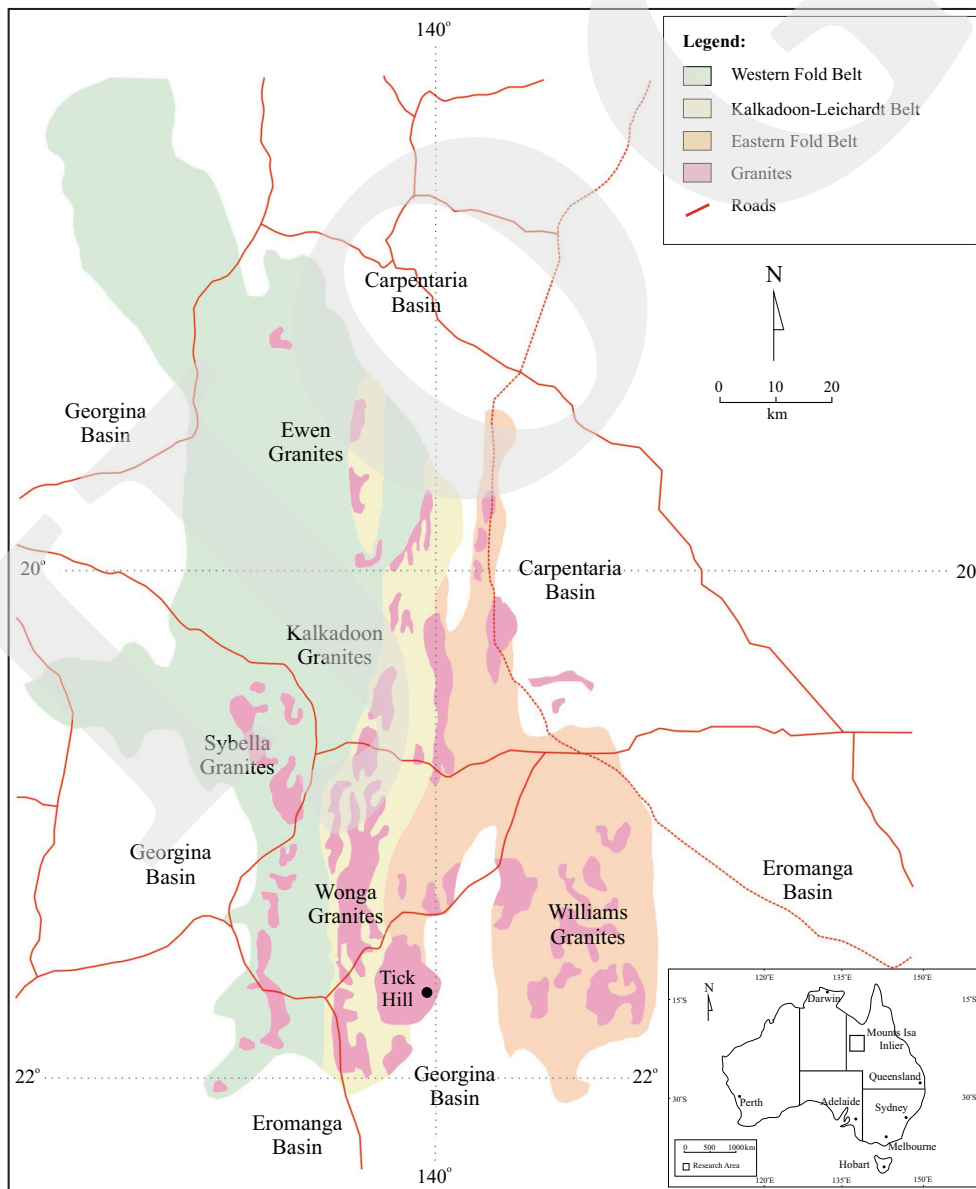 140°
Legend:
Western Fold Belt
Kalkadoon-Leichardt Belt
Eastern Fold Belt
Granites
Roads
N
0 10 20
km
Carpentaria
Basin
Georgina
Basin
Ewen
Granites
20°
Carpentaria
Basin
20
Kalkadoon
Granites
Sybella
Granites
Georgina
Basin
Wonga
Granites
Williams
Granites
Eromanga
Basin
Tick
Hill
22°
Georgina
Basin
22°
Eromanga
Basin
140°
120°E 135°E 150°E
N
15°S 15°S
Darwin
Mounts Isa
Inlier
Queensland
Perth
Adelaide
Sydney
30°S 30°S
Melbourne
0 500 1000km
Research Area
Hobart
120°E 135°E 150°E